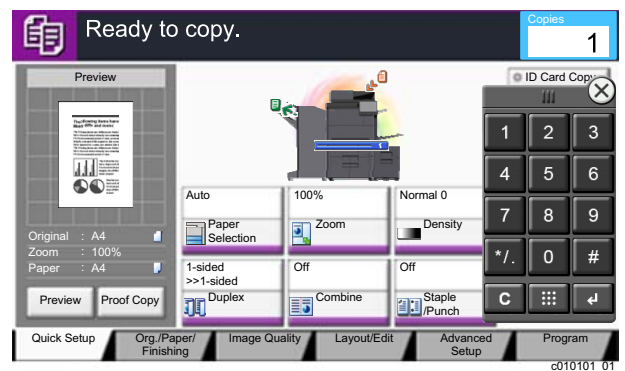 Ready to copy.
Copies
1
Preview
ID Card Copy
1 2 3
4 5 6
7 8 9
*/. 0 #
C
Original : A4
Zoom : 100%
Paper : A4
Preview
Proof Copy
Auto
Paper
Selection
100%
Zoom
Normal 0
Density
1-sided
>>1-sided
Duplex
Off
Combine
Off
Staple
/Punch
Quick Setup
Org./Paper/
Finishing
Image Quality
Layout/Edit
Advanced
Setup
Program
c010101_01